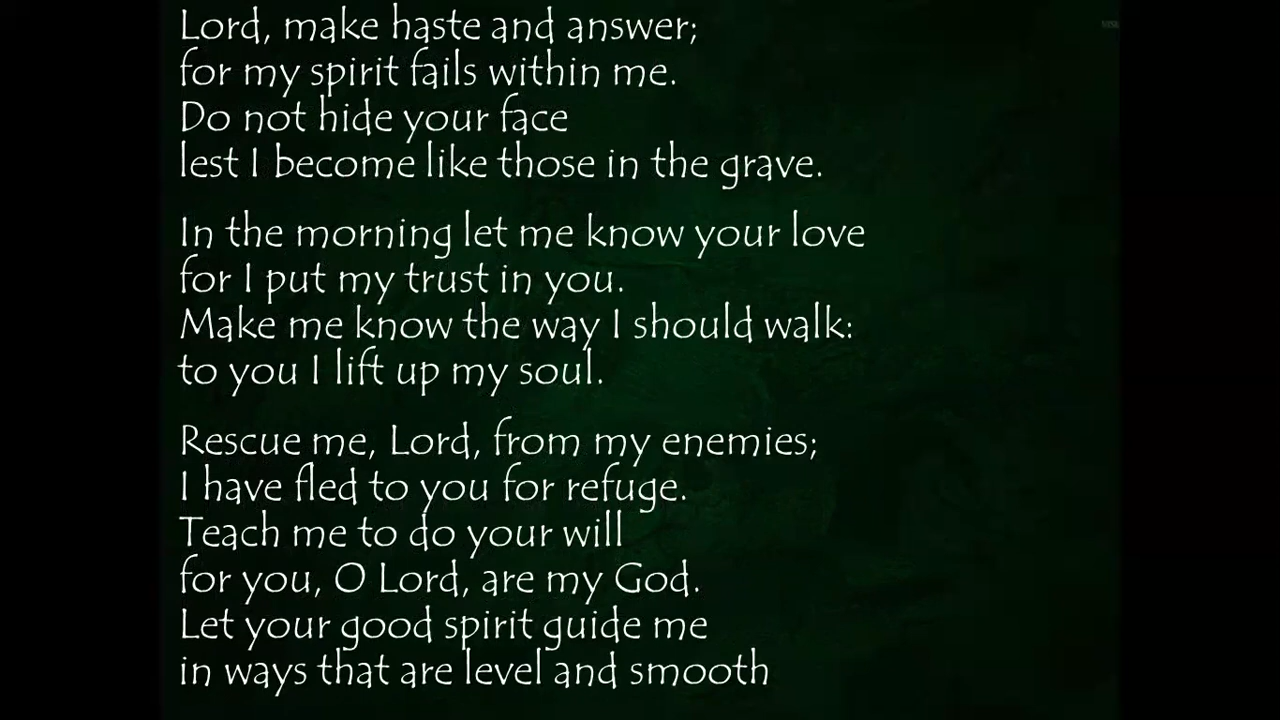 Lord, make haste and answer;
for my spirit fails within me.
Do not hide your face
lest I become like those in the grave.
In the morning let me know your love
for I put my trust in you.
Make me know the way I should walk:
to you I lift up my soul.
Rescue me, Lord, from my enemies;
I have fled to you for refuge.
Teach me to do your will
for you, O Lord, are my God.
Let your good spirit guide me
in ways that are level and smooth